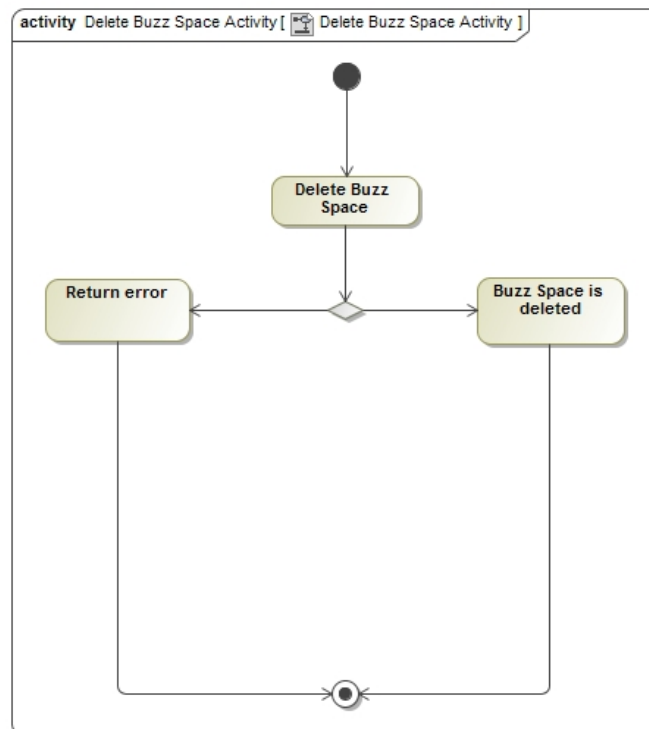 activity Delete Buzz Space Activity [ Delete Buzz Space Activity ]
Delete Buzz
Space
Return error
Buzz Space is
deleted